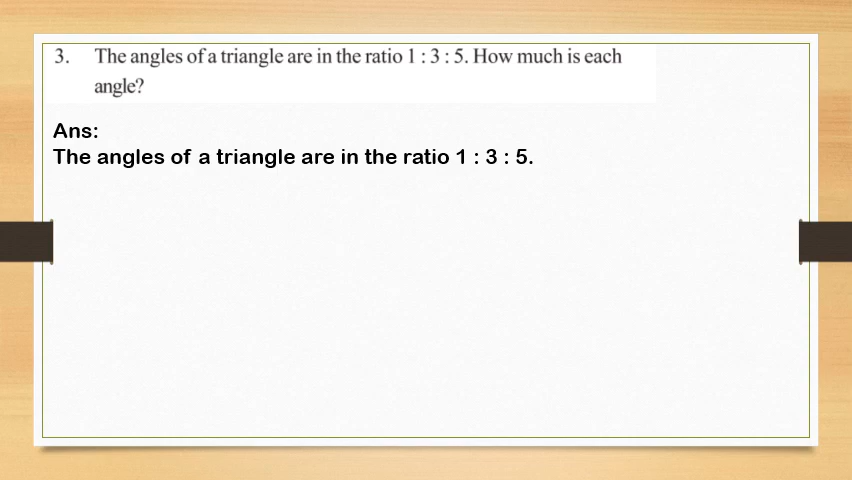 3. The angles of a triangle are in the ratio 1 : 3 : 5. How much is each
angle?
Ans:
The angles of a triangle are in the ratio 1 : 3 : 5.